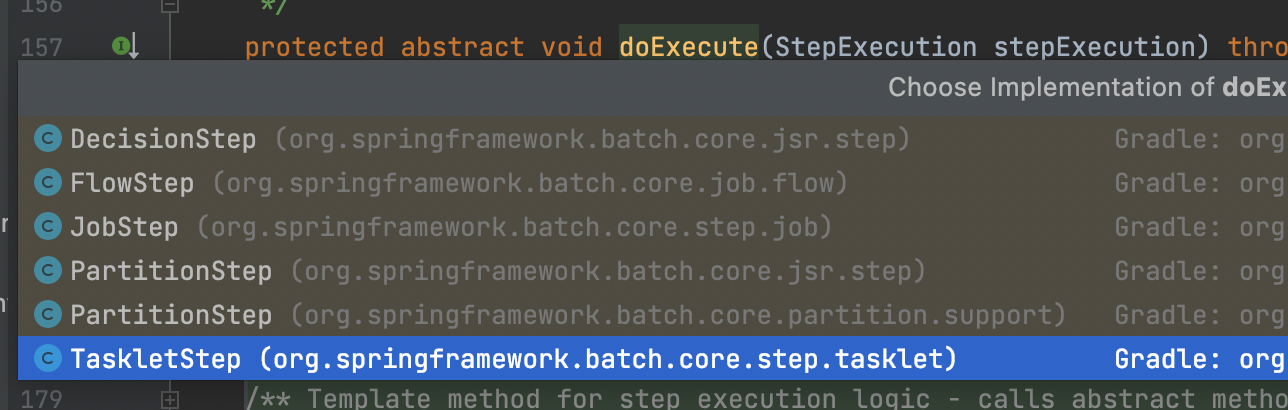 156 */
157 protected abstract void doExecute(StepExecution stepExecution) thro
Choose Implementation of doEx
DecisionStep (org.springframework.batch.core.jsr.step) Gradle: org
FlowStep (org.springframework.batch.core.job.flow) Gradle: org
JobStep (org.springframework.batch.core.step.job) Gradle: org
PartitionStep (org.springframework.batch.core.jsr.step) Gradle: org
PartitionStep (org.springframework.batch.core.partition.support) Gradle: org
TaskletStep (org.springframework.batch.core.step.tasklet) Gradle: org
179 /** Template method for step execution logic - calls abstract metho